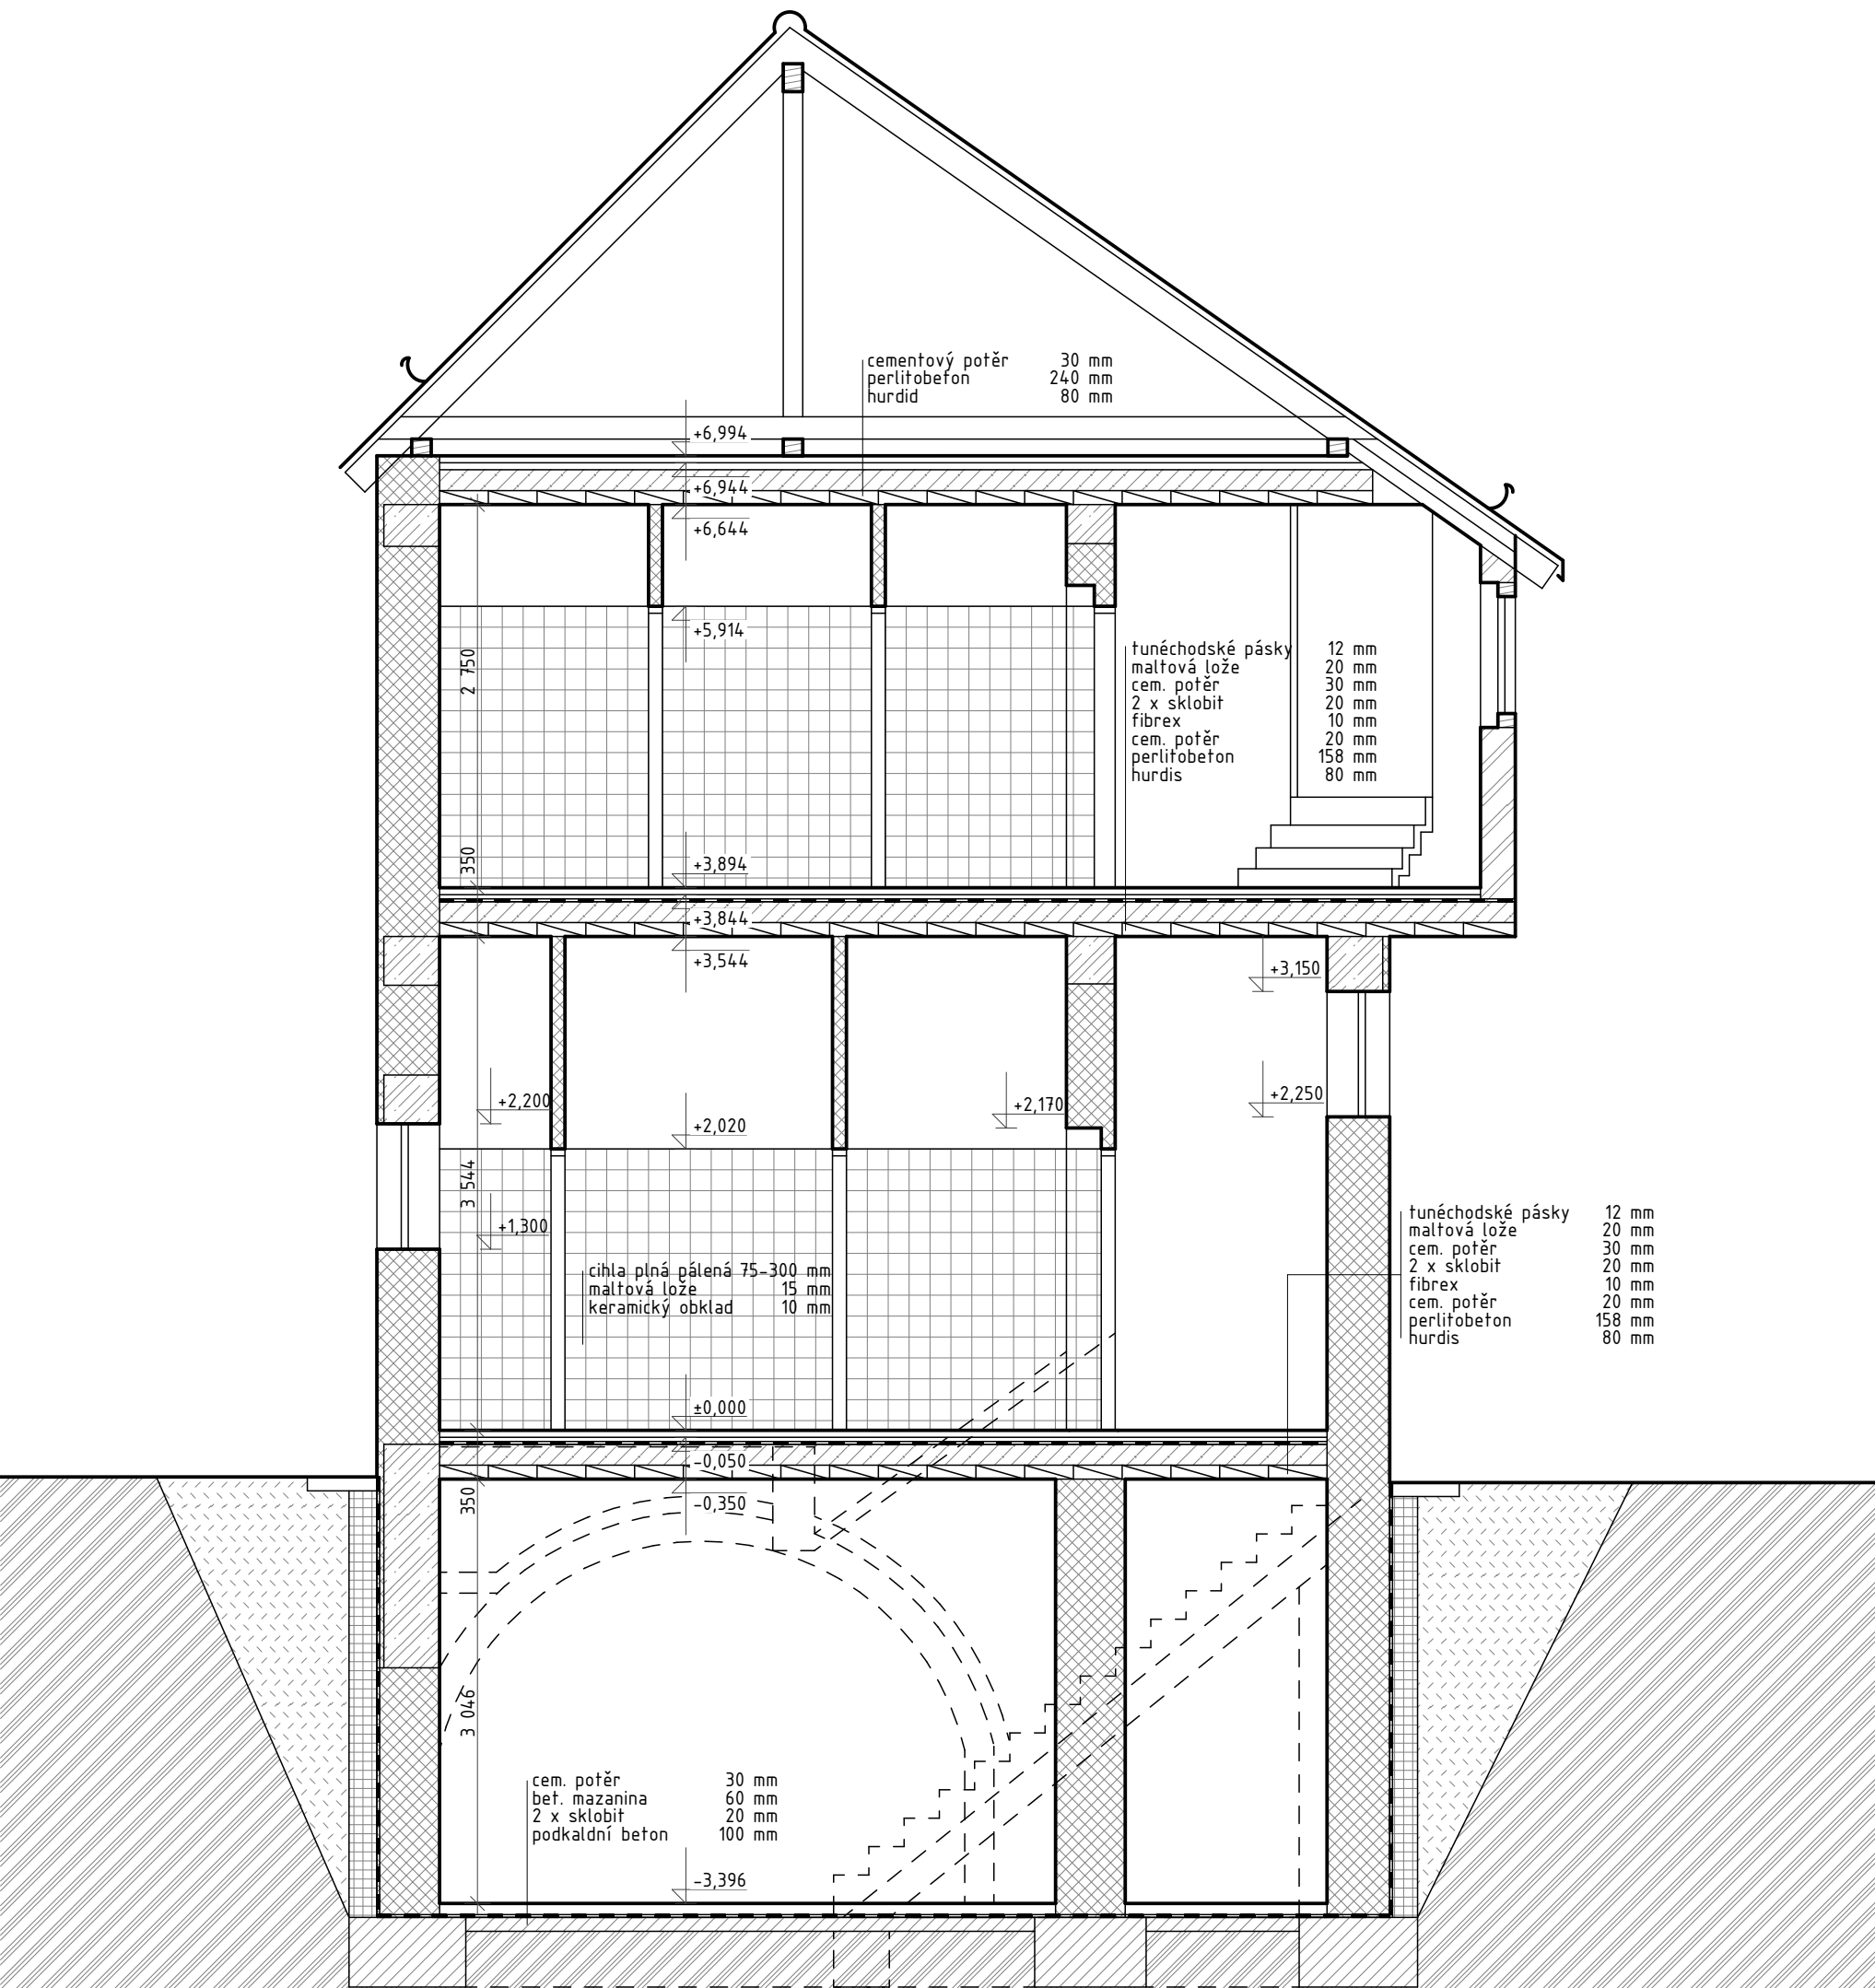 cementový potěr 30 mm
perlitobeton 240 mm
hurdid 80 mm
+6,994
+6,944
+6,644
+5,914
2 750
tunéchodské pásky 12 mm
maltová lože 20 mm
cem. potěr 30 mm
2 x sklobit 20 mm
fibrex 10 mm
cem. potěr 20 mm
perlitobeton 158 mm
hurdis 80 mm
350
+3,894
+3,844
+3,544
+3,150
+2,200
+2,020
+2,170
+2,250
3 544
+1,300
cihla plná pálená 75-300 mm
maltová lože 15 mm
keramický obklad 10 mm
tunéchodské pásky 12 mm
maltová lože 20 mm
cem. potěr 30 mm
2 x sklobit 20 mm
fibrex 10 mm
cem. potěr 20 mm
perlitobeton 158 mm
hurdis 80 mm
±0,000
-0,050
-0,350
350
3 046
cem. potěr 30 mm
bet. mazanina 60 mm
2 x sklobit 20 mm
podkaldní beton 100 mm
-3,396